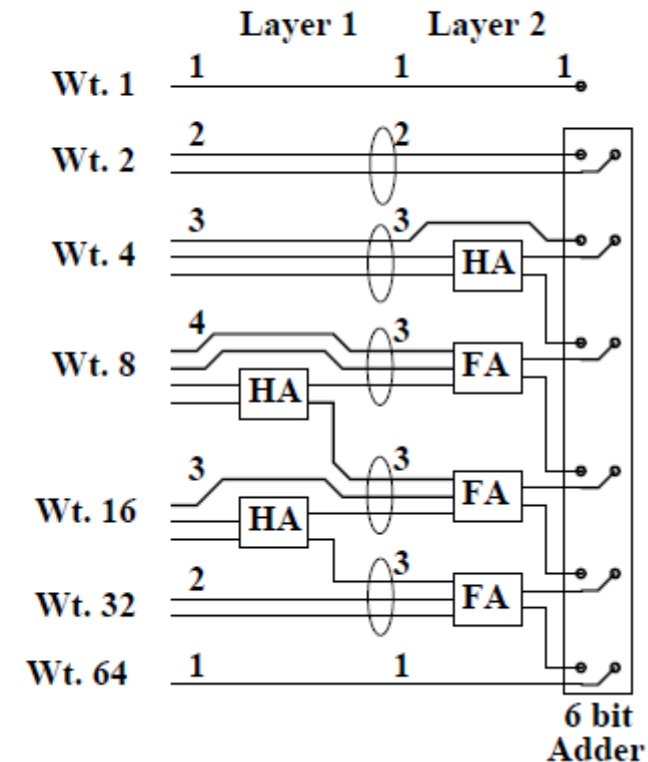 Layer 1 Layer 2
Wt. 1 1 1 1
Wt. 2 2 2
Wt. 4 3 3
HA
Wt. 8 4 3
HA FA
Wt. 16 3 3
HA FA
Wt. 32 2 3
FA
Wt. 64 1 1
6 bit
Adder